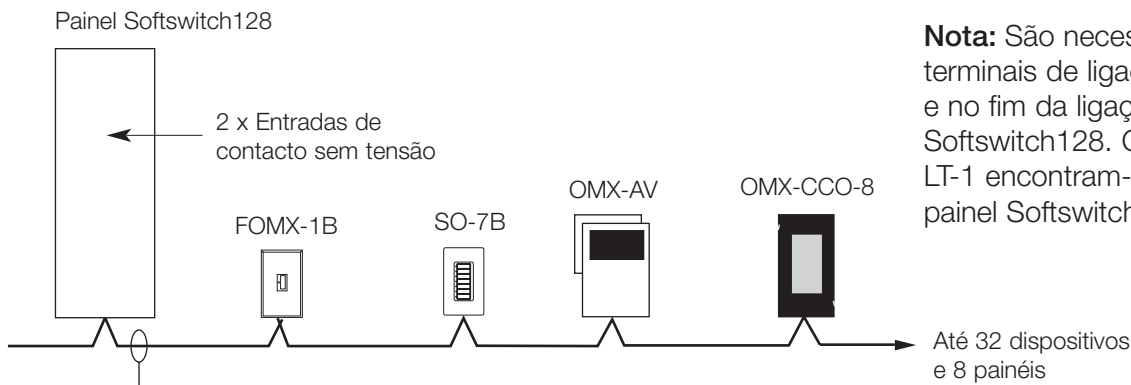 Painel Softswitch128
2 x Entradas de
contacto sem tensão
FOMX-1B
SO-7B
OMX-AV
OMX-CCO-8
Nota: São neces
terminais de ligaç
e no fim da ligaç
Softswitch128.
LT-1 encontram-
painel Softswitch
Até 32 dispositivos
e 8 painéis